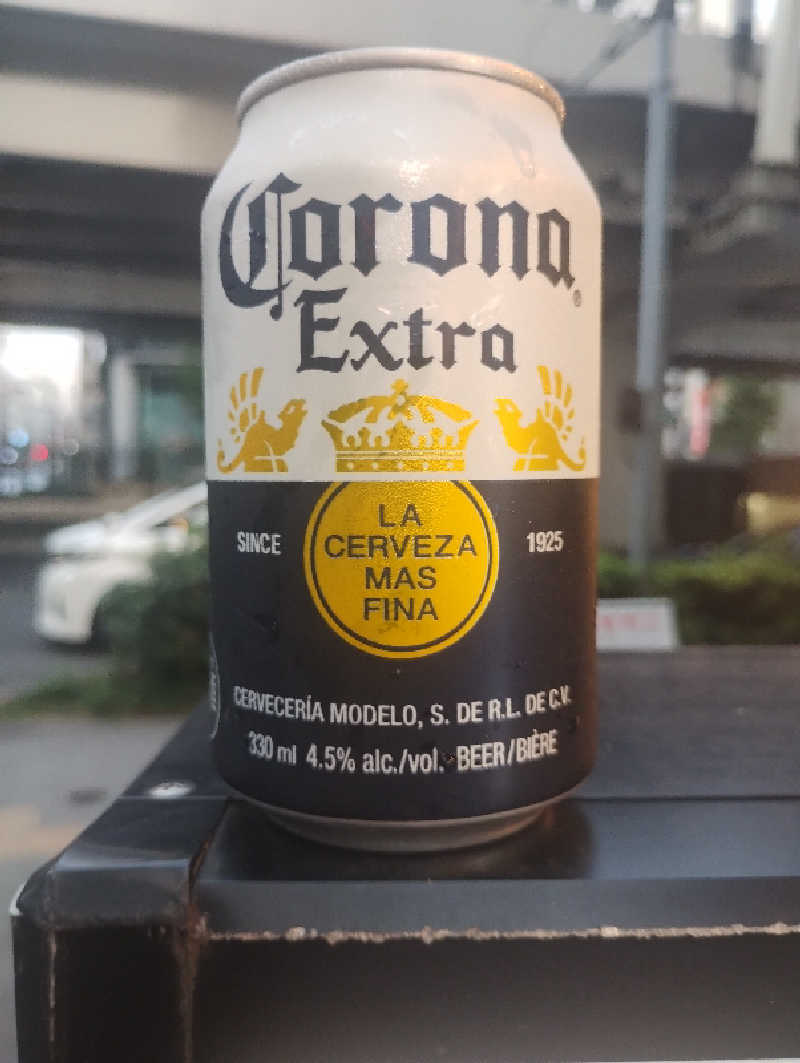 Corona
Extra
SINCE
LA
CERVEZA
MAS
FINA
1925
CERVECERÍA MODELO, S. DE R.L. DE C.V.
330 ml 4.5% alc./vol. BEER/BIÈRE